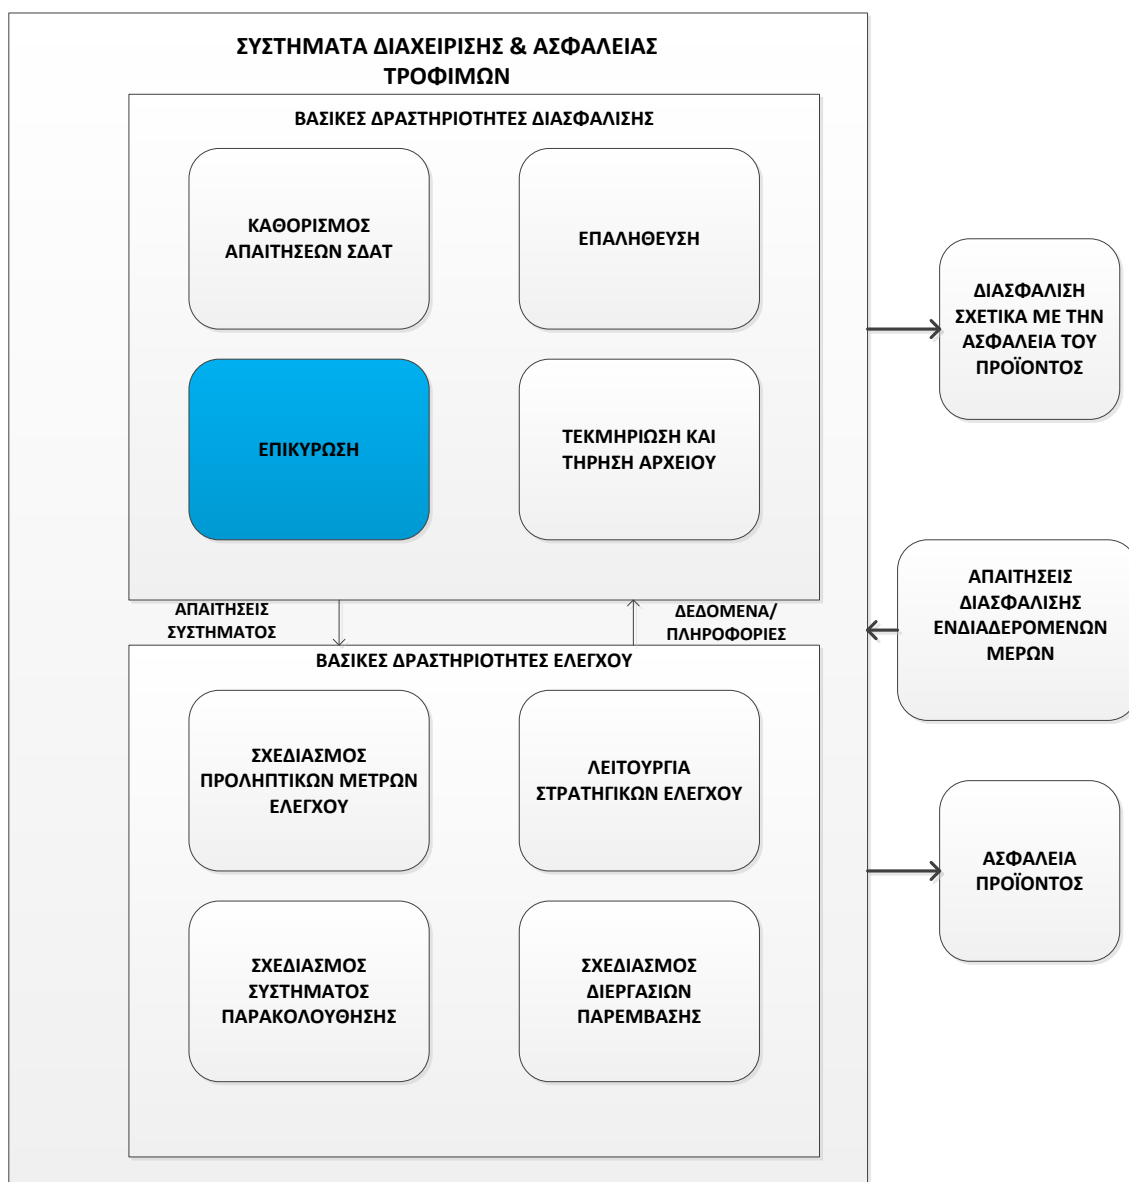 ΣΥΣΤΗΜΑΤΑ ΔΙΑΧΕΙΡΙΣΗΣ & ΑΣΦΑΛΕΙΑΣ
ΤΡΟΦΙΜΩΝ
ΒΑΣΙΚΕΣ ΔΡΑΣΤΗΡΙΟΤΗΤΕΣ ΔΙΑΣΦΑΛΙΣΗΣ
ΚΑΘΟΡΙΣΜΟΣ
ΑΠΑΙΤΗΣΕΩΝ ΣΔΑΤ
ΕΠΑΛΗΘΕΥΣΗ
ΕΠΙΚΥΡΩΣΗ
ΤΕΚΜΗΡΙΩΣΗ ΚΑΙ
ΤΗΡΗΣΗ ΑΡΧΕΙΟΥ
ΑΠΑΙΤΗΣΕΙΣ
ΣΥΣΤΗΜΑΤΟΣ
ΔΕΔΟΜΕΝΑ/
ΠΛΗΡΟΦΟΡΙΕΣ
ΒΑΣΙΚΕΣ ΔΡΑΣΤΗΡΙΟΤΗΤΕΣ ΕΛΕΓΧΟΥ
ΣΧΕΔΙΑΣΜΟΣ
ΠΡΟΛΗΠΤΙΚΩΝ ΜΕΤΡΩΝ
ΕΛΕΓΧΟΥ
ΛΕΙΤΟΥΡΓΙΑ
ΣΤΡΑΤΗΓΙΚΩΝ ΕΛΕΓΧΟΥ
ΣΧΕΔΙΑΣΜΟΣ
ΣΥΣΤΗΜΑΤΟΣ
ΠΑΡΑΚΟΛΟΥΘΗΣΗΣ
ΣΧΕΔΙΑΣΜΟΣ
ΔΙΕΡΓΑΣΙΩΝ
ΠΑΡΕΜΒΑΣΗΣ
ΔΙΑΣΦΑΛΙΣΗ
ΣΧΕΤΙΚΑ ΜΕ ΤΗΝ
ΑΣΦΑΛΕΙΑ ΤΟΥ
ΠΡΟΪΟΝΤΟΣ
ΑΠΑΙΤΗΣΕΙΣ
ΔΙΑΣΦΑΛΙΣΗΣ
ΕΝΔΙΑΔΕΡΟΜΕΝΩΝ
ΜΕΡΩΝ
ΑΣΦΑΛΕΙΑ
ΠΡΟΪΟΝΤΟΣ